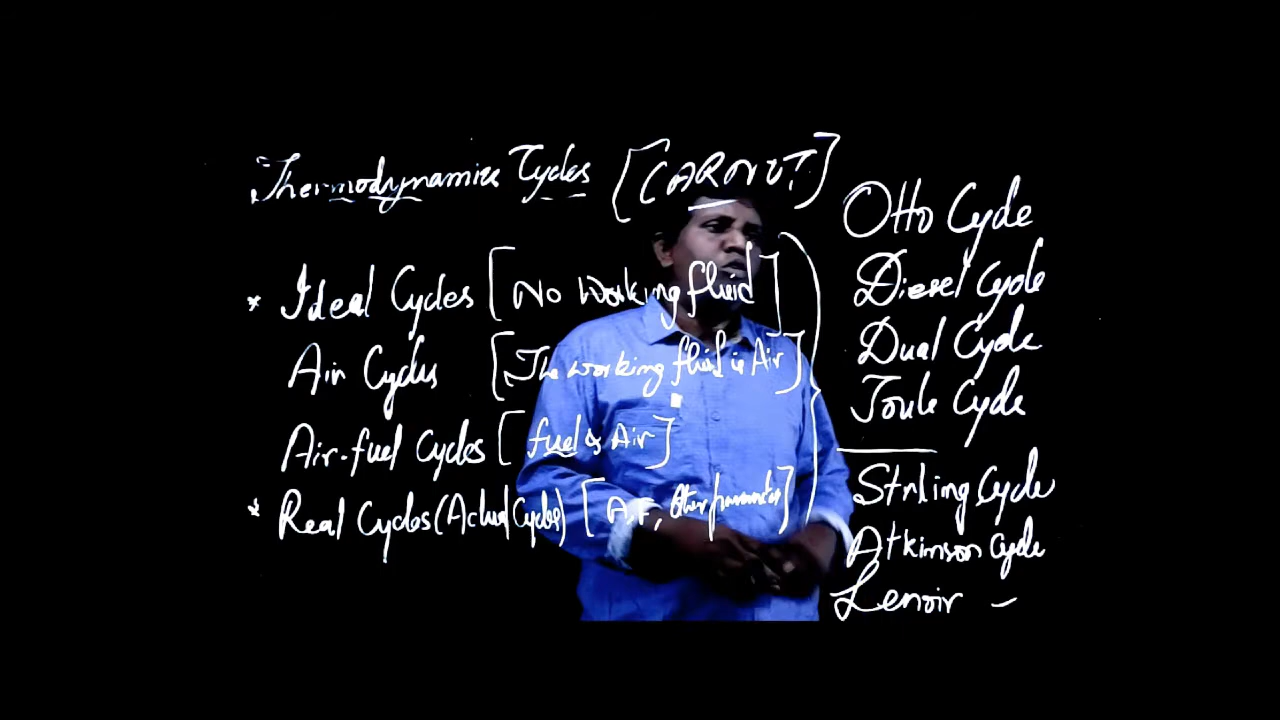 Thermodynamics Cycles [CARNOT]
* Ideal Cycles [No working fluid]
Air Cycles [The working fluid is Air]
Air-fuel Cycles [fuel & Air]
* Real Cycles (Actual Cycles) [A, F, Other parameters]
Otto Cycle
Diesel Cycle
Dual Cycle
Joule Cycle
Strling Cycle
Atkinson Cycle
Lenoir -